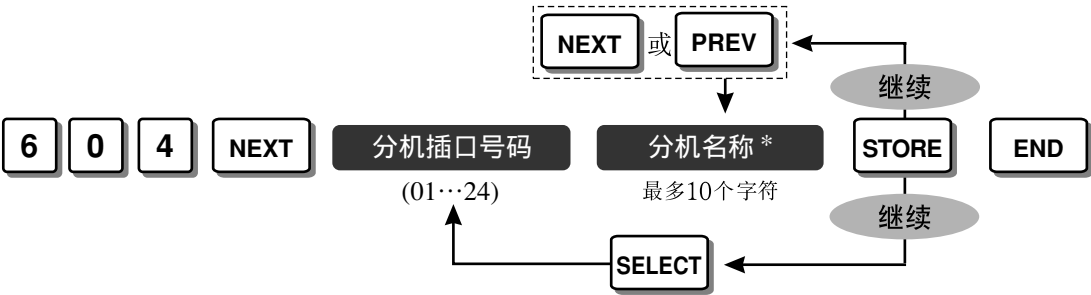 NEXT 或 PREV
继续
6 0 4 NEXT 分机插口号码 分机名称* STORE END
(01···24) 最多10个字符
继续
SELECT